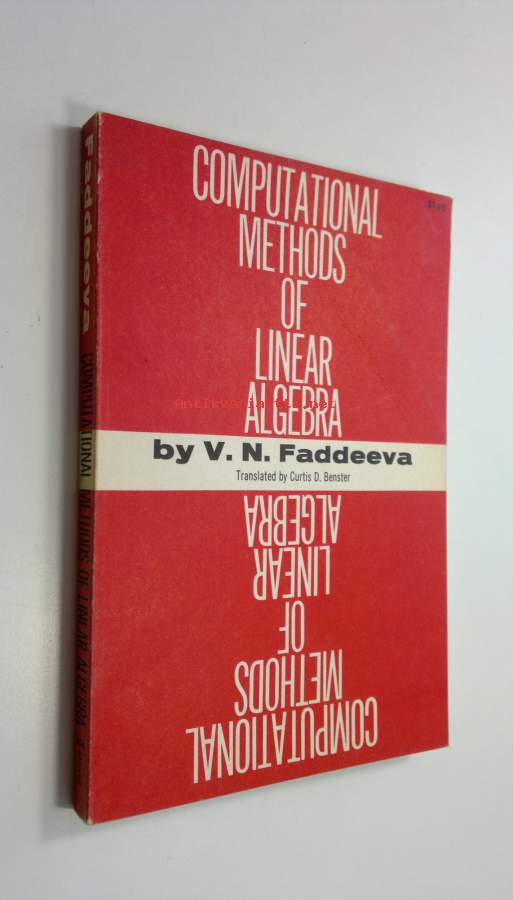 COMPUTATIONAL
METHODS
OF
LINEAR
ALGEBRA
by V. N. Faddeeva
Translated by Curtis D. Benster
ALGEBRA
LINEAR
OF
METHODS
COMPUTATIONAL
Faddeeva COMPUTATIONAL METHODS OF LINEAR ALGEBRA